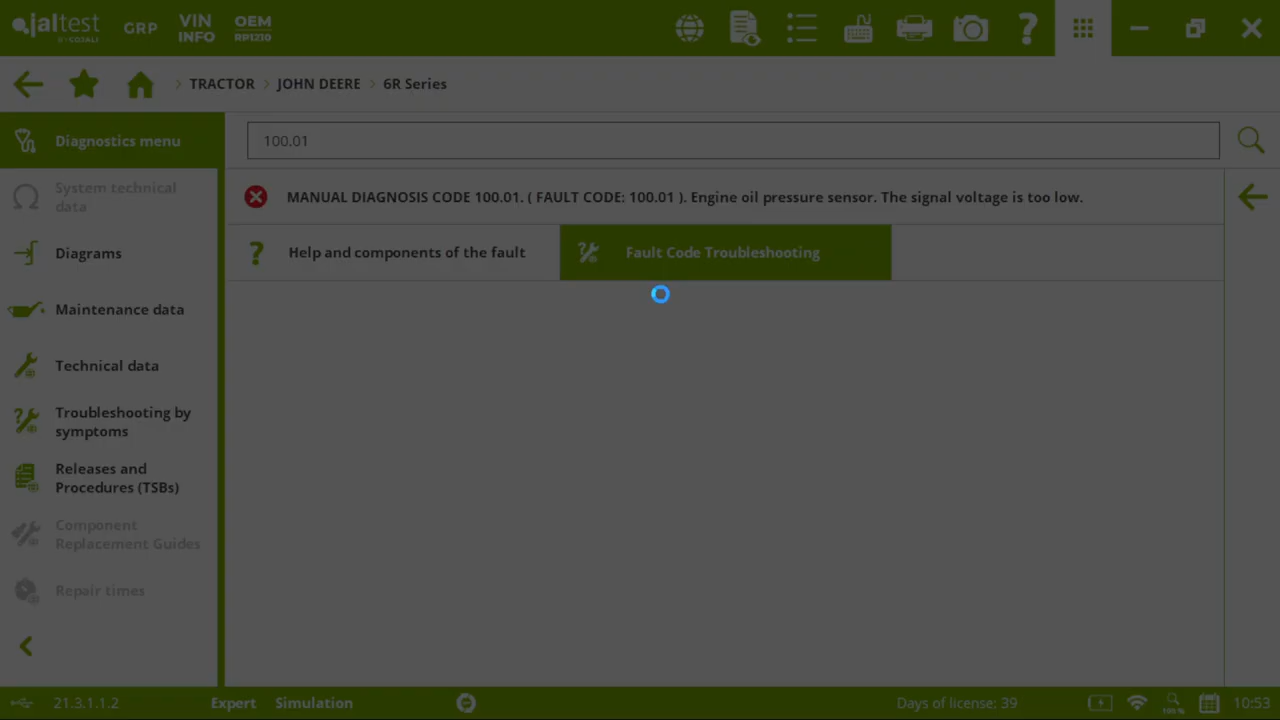 jaltest
BY COJALI
GRP
VIN
INFO
OEM
RP1210
?
> TRACTOR > JOHN DEERE > 6R Series
Diagnostics menu
100.01
System technical
data
MANUAL DIAGNOSIS CODE 100.01. ( FAULT CODE: 100.01 ). Engine oil pressure sensor. The signal voltage is too low.
Diagrams
? Help and components of the fault
Fault Code Troubleshooting
Maintenance data
Technical data
Troubleshooting by
symptoms
Releases and
Procedures (TSBs)
Component
Replacement Guides
Repair times
21.3.1.1.2
Expert
Simulation
Days of license: 39
100 %
10:53